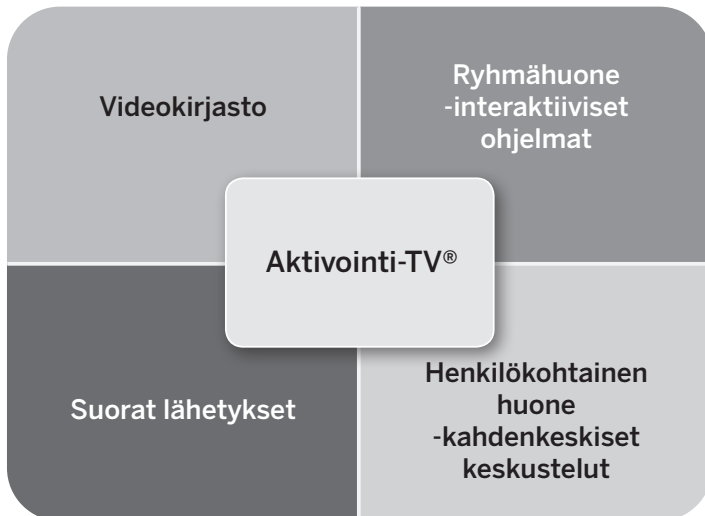 Videokirjasto
Ryhmähuone
-interaktiiviset
ohjelmat
Aktivointi-TV®
Suorat lähetykset
Henkilökohtainen
huone
-kahdenkeskiset
keskustelut